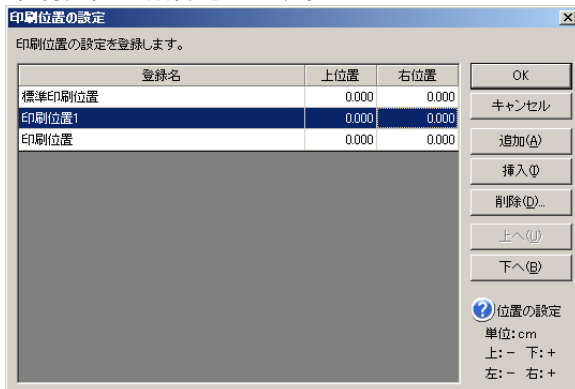 印刷位置の設定
印刷位置の設定を登録します。
登録名 上位置 右位置
標準印刷位置 0.000 0.000
印刷位置1 0.000 0.000
印刷位置 0.000 0.000
OK
キャンセル
追加(A)
挿入(I)
削除(D)...
上へ(U)
下へ(B)
位置の設定
単位:cm
上:- 下:+
左:- 右:+